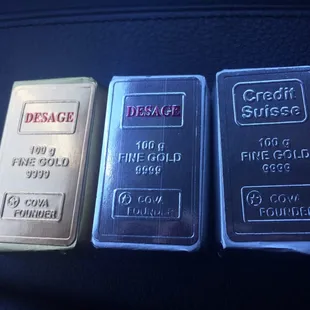 DESAGE
100 g
FINE GOLD
9999
COVA
FOUNDER
DESAGE
100 g
FINE GOLD
9999
COVA
FOUNDER
Credit
Suisse
100 g
FINE GOLD
9999
COVA
FOUNDER